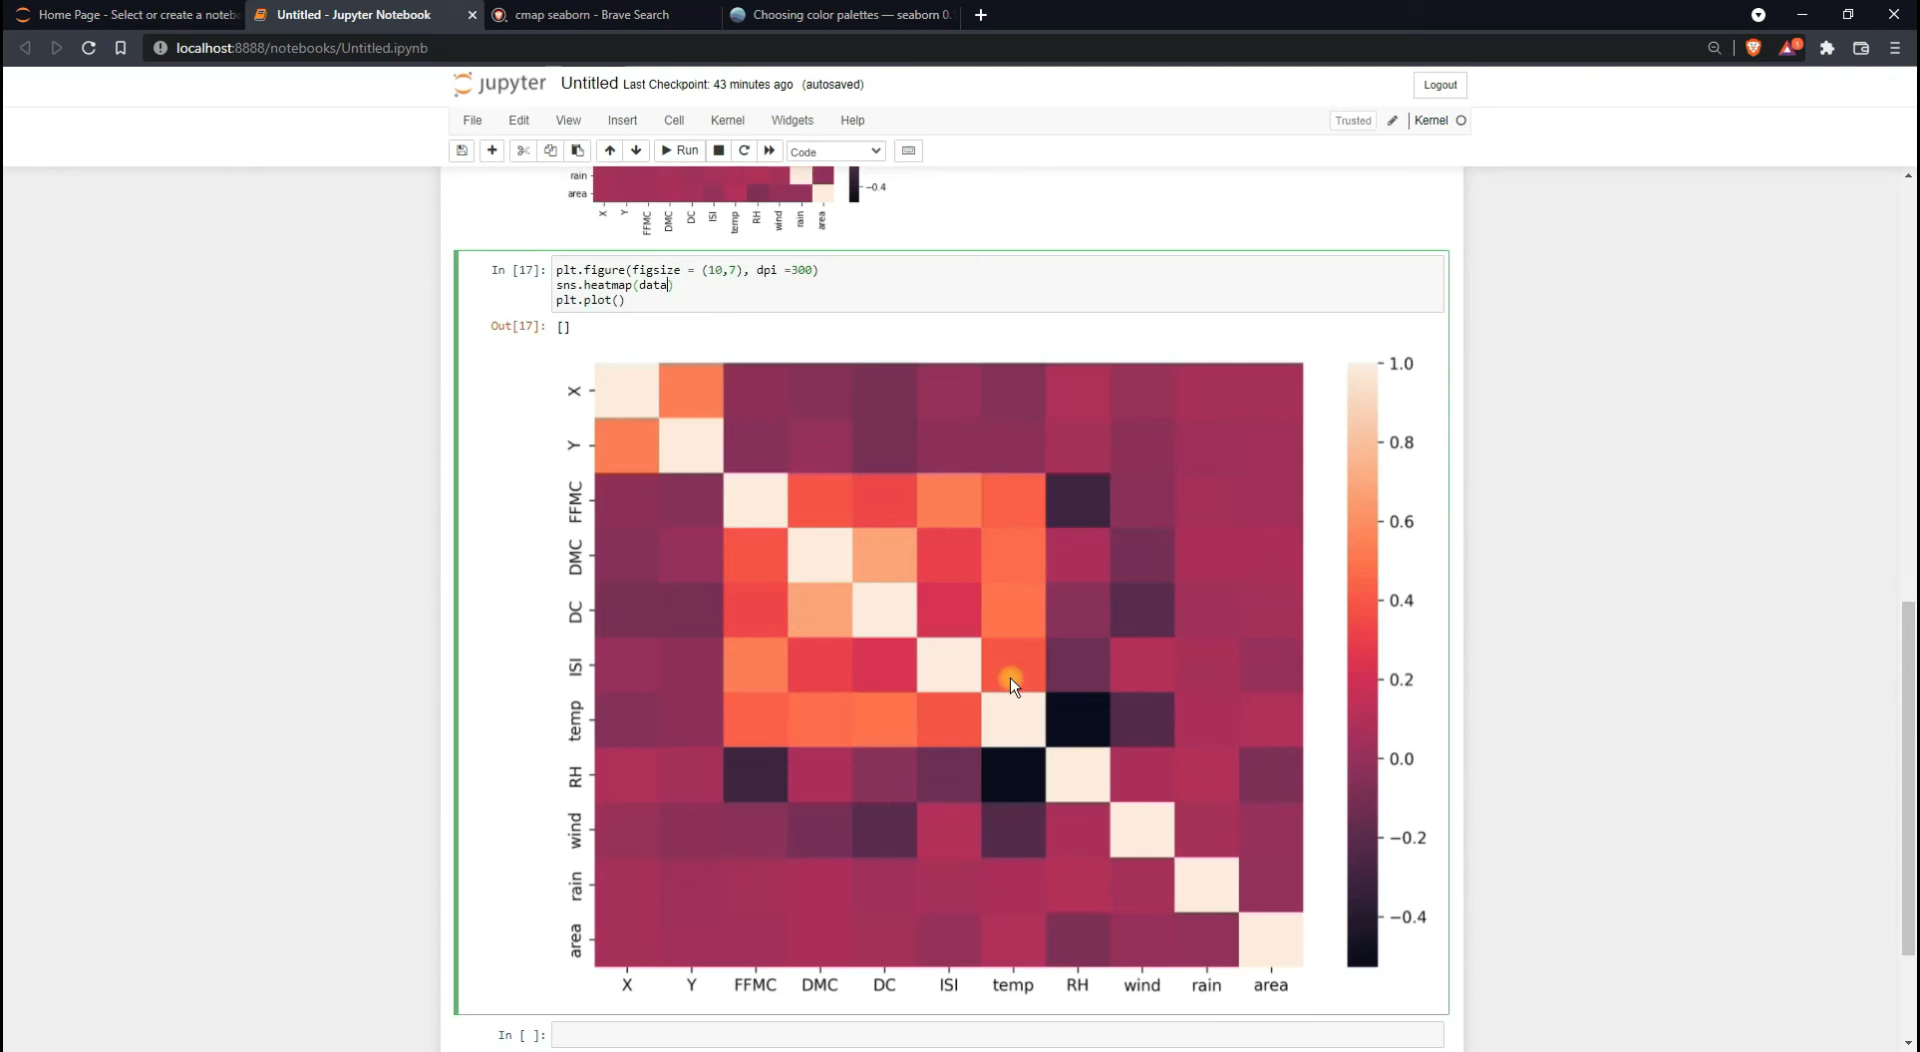 Home Page - Select or create a noteb
Untitled - Jupyter Notebook
cmap seaborn - Brave Search
Choosing color palettes — seaborn 0.
localhost:8888/notebooks/Untitled.ipynb
1
jupyter Untitled Last Checkpoint: 43 minutes ago (autosaved)
Logout
File Edit View Insert Cell Kernel Widgets Help
Trusted Kernel
Run Code
rain
area
−0.4
X Y FFMC DMC DC ISI temp RH wind rain area
In [17]: plt.figure(figsize = (10,7), dpi =300)
sns.heatmap(data)
plt.plot()
Out[17]: []
X
Y
FFMC
DMC
DC
ISI
temp
RH
wind
rain
area
X Y FFMC DMC DC ISI temp RH wind rain area
1.0
0.8
0.6
0.4
0.2
0.0
−0.2
−0.4
In [ ]: